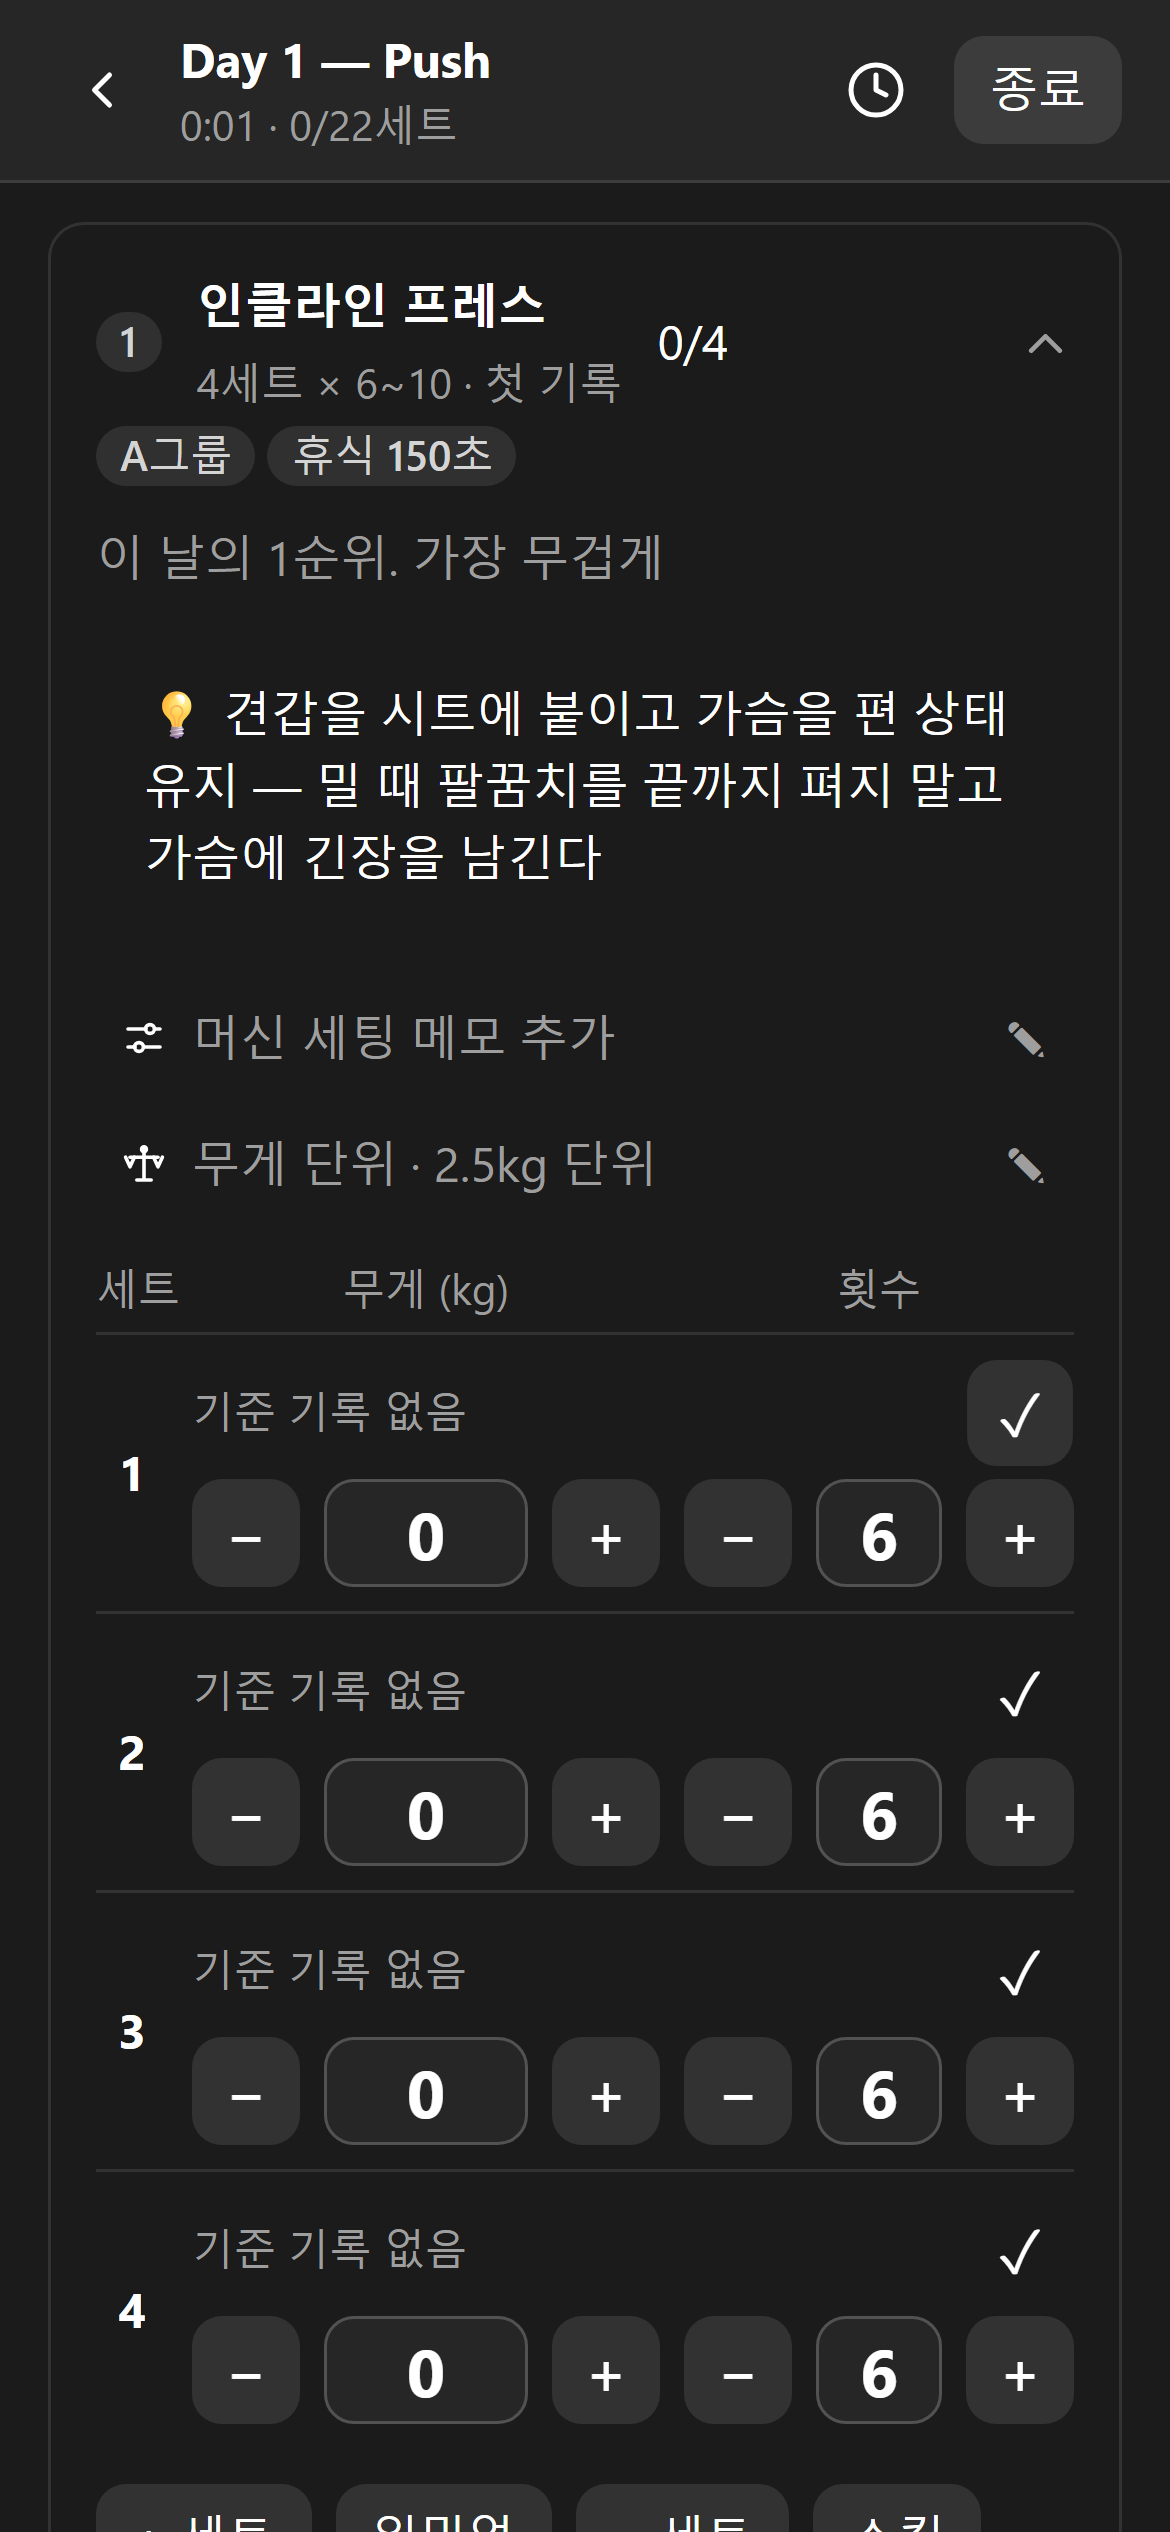 Day 1 — Push
0:01 · 0/22세트
종료
1
인클라인 프레스
4세트 × 6~10 · 첫 기록
0/4
A그룹
휴식 150초
이 날의 1순위. 가장 무겁게
💡 견갑을 시트에 붙이고 가슴을 편 상태
유지 — 밀 때 팔꿈치를 끝까지 펴지 말고
가슴에 긴장을 남긴다
머신 세팅 메모 추가
무게 단위 · 2.5kg 단위
세트 무게 (kg) 횟수
기준 기록 없음 ✓
1
− 0 + − 6 +
기준 기록 없음 ✓
2
− 0 + − 6 +
기준 기록 없음 ✓
3
− 0 + − 6 +
기준 기록 없음 ✓
4
− 0 + − 6 +